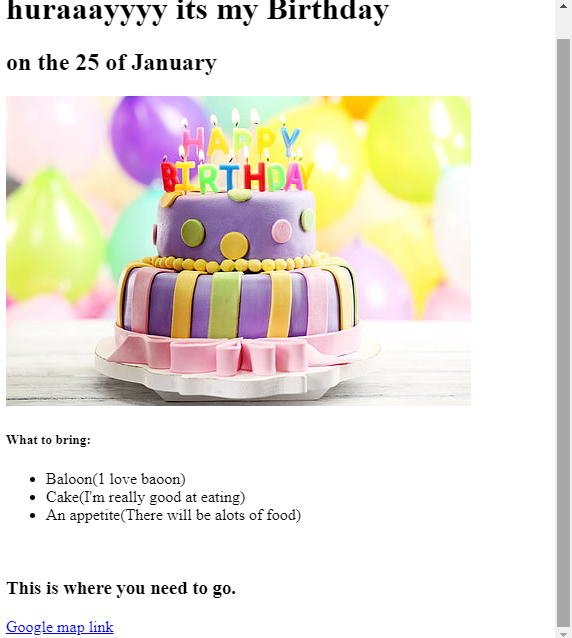 huraaayyyy its my Birthday
on the 25 of January
HAPPY
BIRTHDAY
What to bring:
Baloon(1 love baoon)
Cake(I'm really good at eating)
An appetite(There will be alots of food)
This is where you need to go.
Google map link